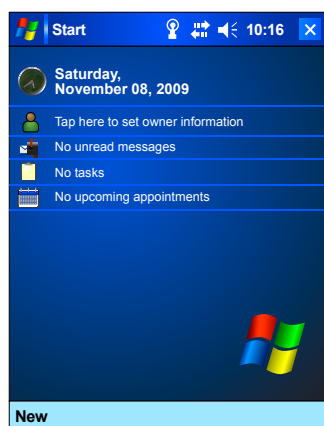 Start 10:16
Saturday,
November 08, 2009
Tap here to set owner information
No unread messages
No tasks
No upcoming appointments
New